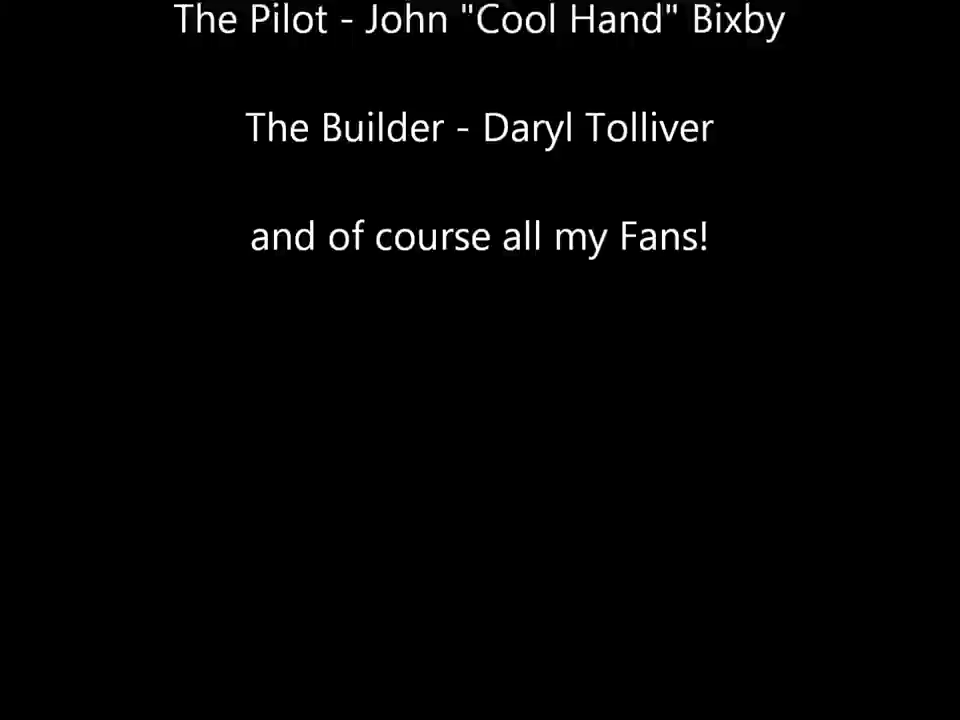 The Pilot - John "Cool Hand" Bixby
The Builder - Daryl Tolliver
and of course all my Fans!